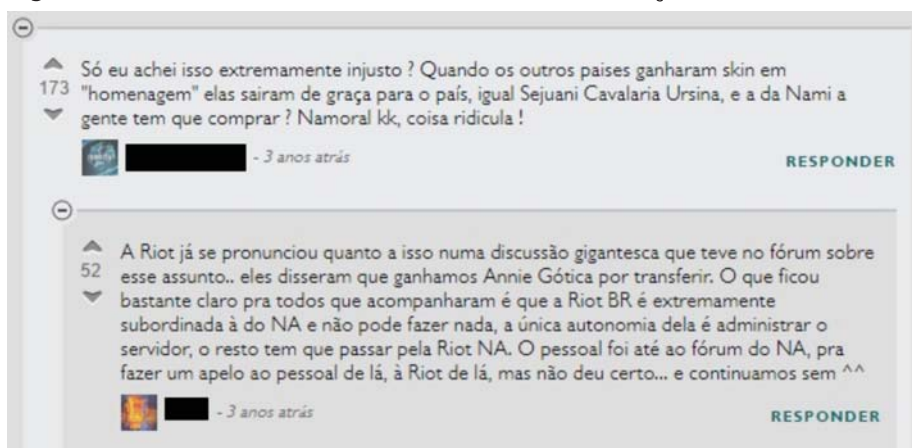 Só eu achei isso extremamente injusto ? Quando os outros paises ganharam skin em
173 "homenagem" elas sairam de graça para o país, igual Sejuani Cavalaria Ursina, e a da Nami a
gente tem que comprar ? Namoral kk, coisa ridicula !
- 3 anos atrás
RESPONDER
A Riot já se pronunciou quanto a isso numa discussão gigantesca que teve no fórum sobre
52 esse assunto.. eles disseram que ganhamos Annie Gótica por transferir. O que ficou
bastante claro pra todos que acompanharam é que a Riot BR é extremamente
subordinada à do NA e não pode fazer nada, a única autonomia dela é administrar o
servidor, o resto tem que passar pela Riot NA. O pessoal foi até ao fórum do NA, pra
fazer um apelo ao pessoal de lá, à Riot de lá, mas não deu certo... e continuamos sem ^^
- 3 anos atrás
RESPONDER